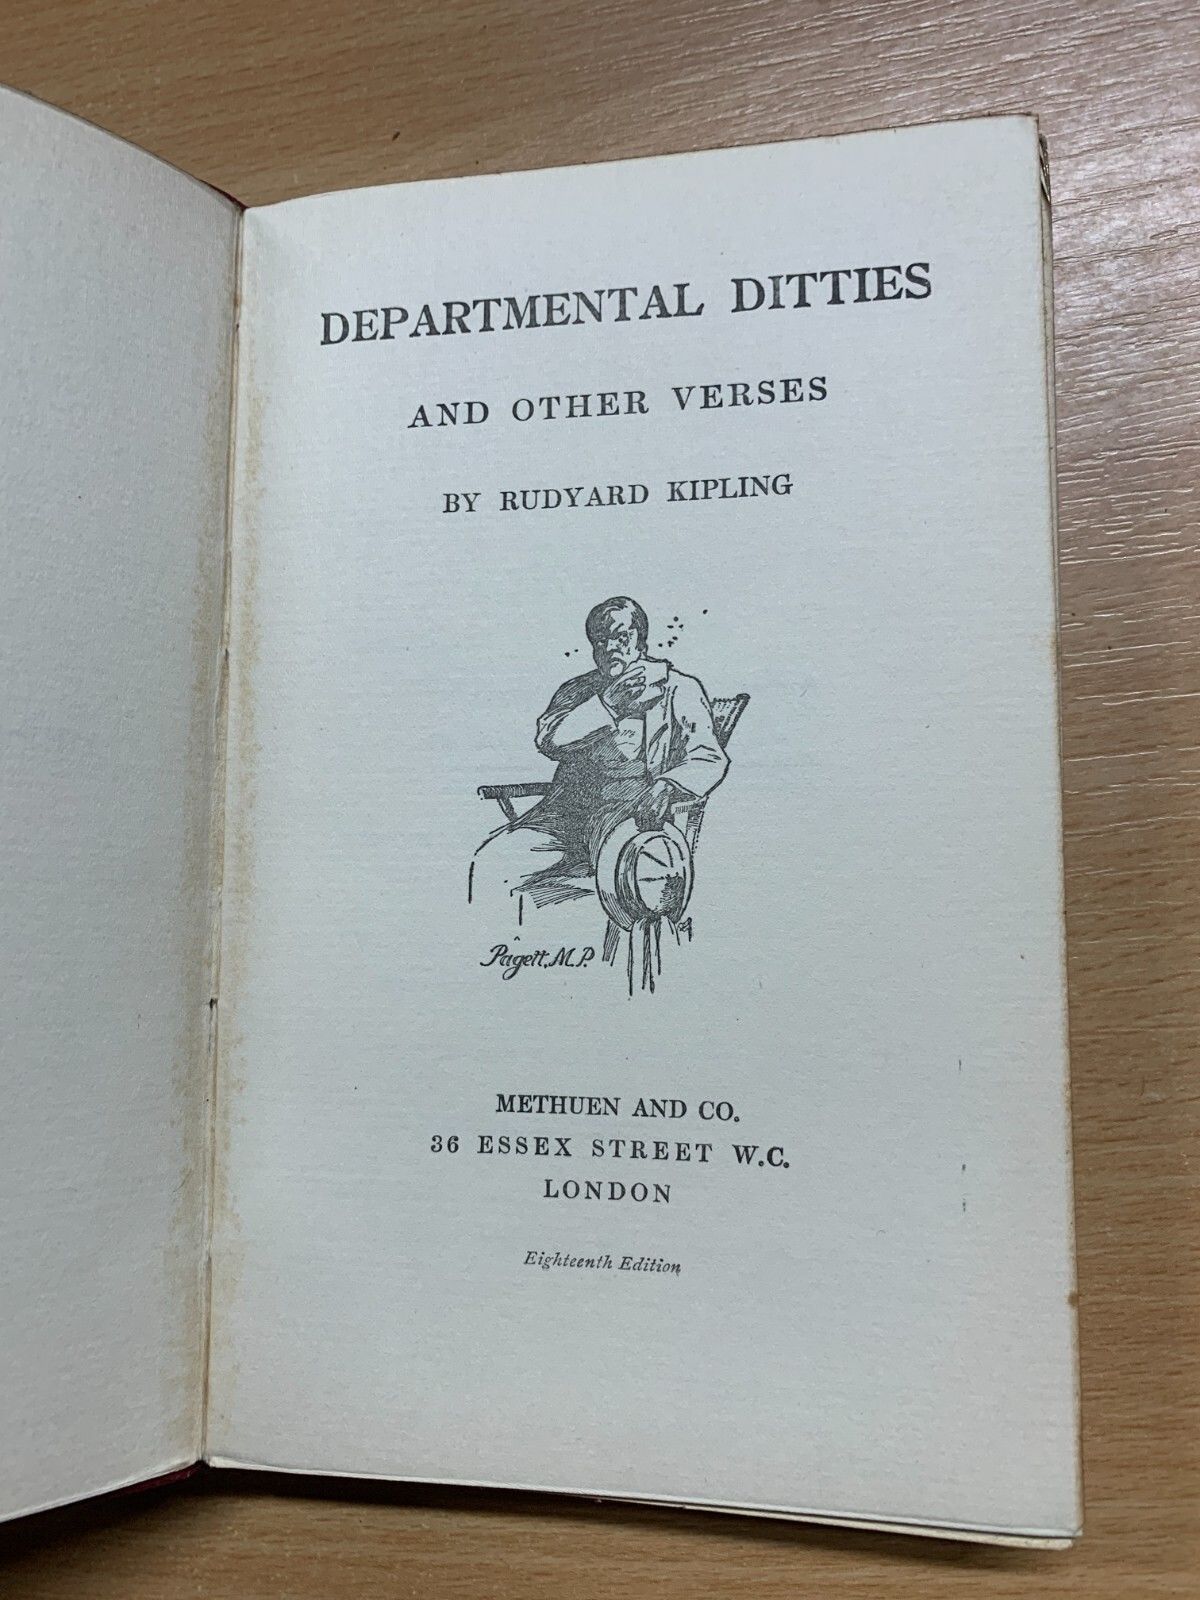 DEPARTMENTAL DITTIES
AND OTHER VERSES
BY RUDYARD KIPLING
Pagett, M.P.
METHUEN AND CO.
36 ESSEX STREET W.C.
LONDON
Eighteenth Edition